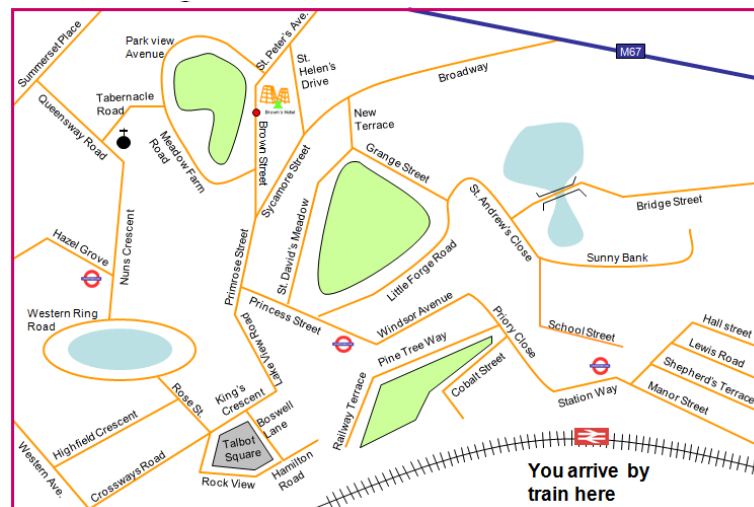 Summerset Place
Park view
Avenue
St. Peter's Ave.
St.
Helen's
Drive
M67
Broadway
Tabernacle
Road
Queensway Road
Brown's Hotel
New
Terrace
Meadow Farm
Road
Brown Street
Sycamore Street
Grange Street
St. Andrew's Close
Bridge Street
Hazel Grove
Nuns Crescent
Primrose Street
St. David's Meadow
Little Forge Road
Sunny Bank
Western Ring
Road
Princess Street
Windsor Avenue
Priory Close
School Street
Hall street
Lewis Road
Shepherd's Terrace
Manor Street
Lake View Road
Pine Tree Way
Cobalt Street
Station Way
Rose St.
King's
Crescent
Boswell
Lane
Railway Terrace
Highfield Crescent
Talbot
Square
Western Ave.
Crossways Road
Rock View
Hamilton
Road
You arrive by
train here